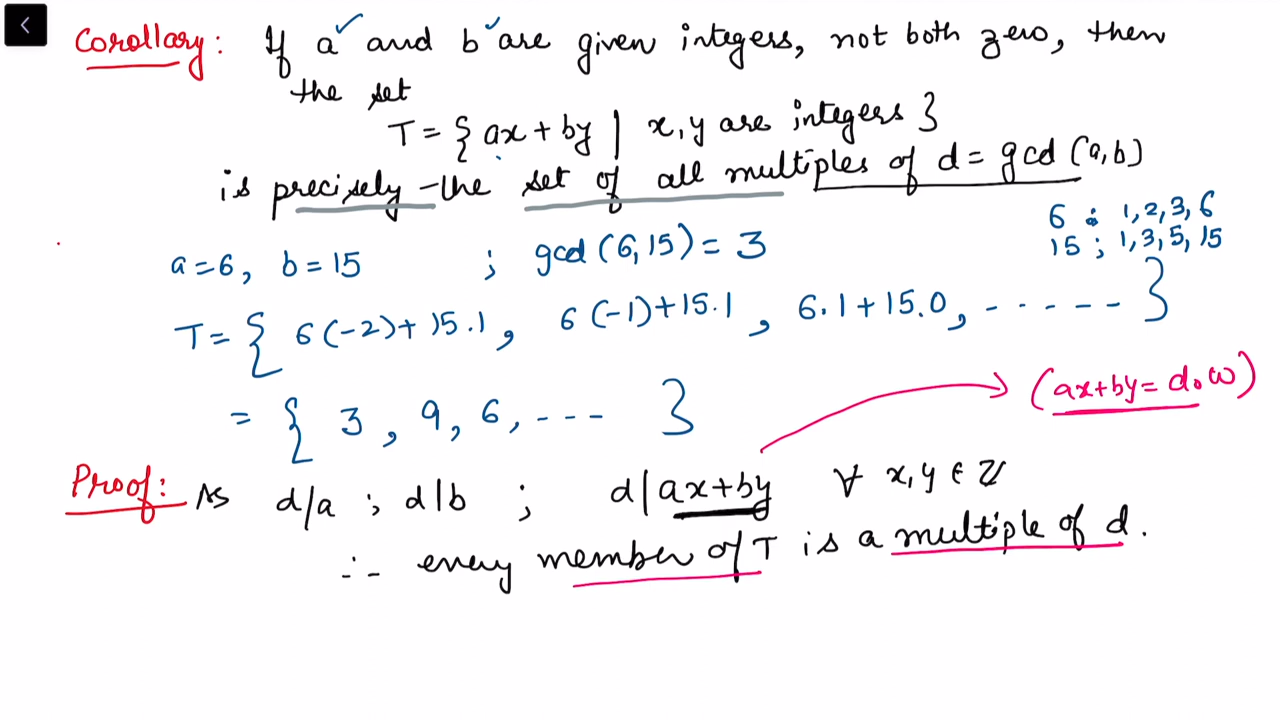 Corollary: If a and b are given integers, not both zero, then
the set
T = { ax + by | x, y are integers }
is precisely the set of all multiples of d = gcd (a, b)
6 : 1, 2, 3, 6
15 ; 1, 3, 5, 15
a = 6, b = 15 ; gcd (6, 15) = 3
T = { 6(-2) + 15.1, 6(-1) + 15.1, 6.1 + 15.0, ------ }
= { 3, 9, 6, --- }
(ax + by = d.w)
Proof: As d/a ; d|b ; d|ax+by ∀ x, y ∈ ℤ
∴ every member of T is a multiple of d.